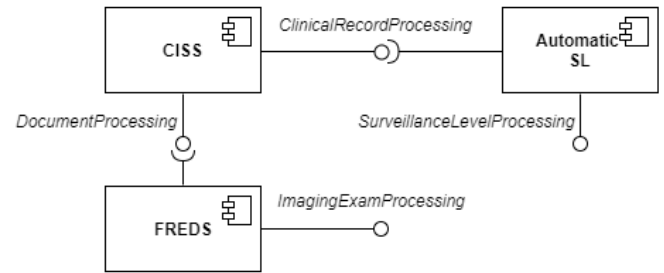 ClinicalRecordProcessing
CISS
Automatic
SL
DocumentProcessing
SurveillanceLevelProcessing
ImagingExamProcessing
FREDS